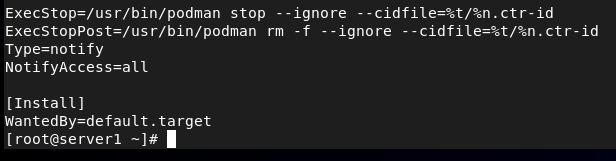 ExecStop=/usr/bin/podman stop --ignore --cidfile=%t/%n.ctr-id
ExecStopPost=/usr/bin/podman rm -f --ignore --cidfile=%t/%n.ctr-id
Type=notify
NotifyAccess=all

[Install]
WantedBy=default.target
[root@server1 ~]#